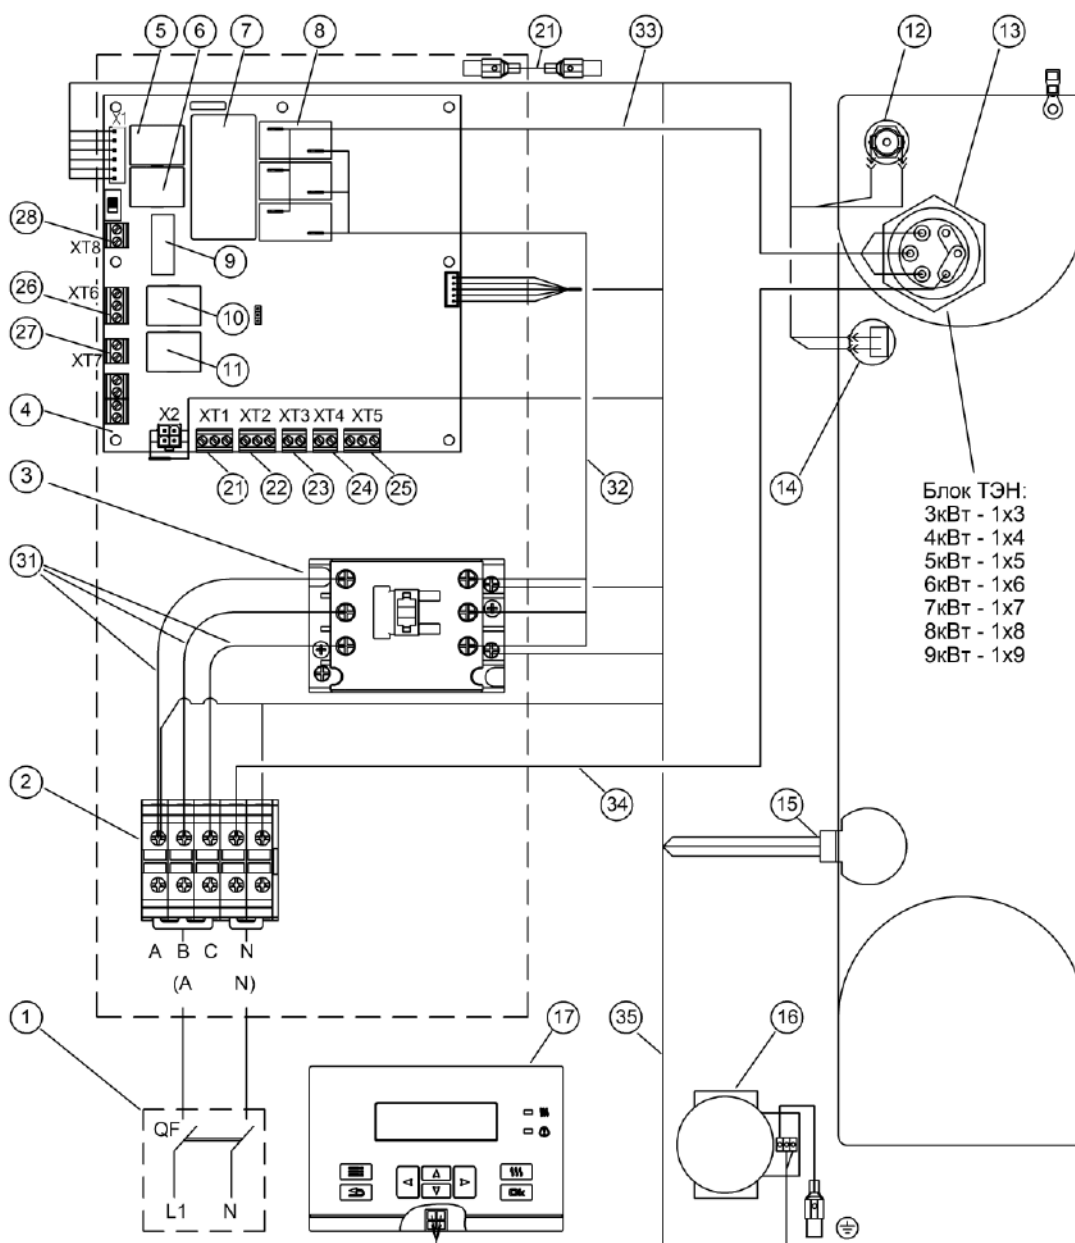 5 6 7 8 21 33 12 13
X1
28
XT8
9
26
XT6
10
27
XT7
11
4
X2 XT1 XT2 XT3 XT4 XT5
21 22 23 24 25
3
32
14
Блок ТЭН:
3кВт - 1х3
4кВт - 1х4
5кВт - 1х5
6кВт - 1х6
7кВт - 1х7
8кВт - 1х8
9кВт - 1х9
31
2
34
15
A B C N
(A N)
1
17
35
16
QF
L1 N
Ok